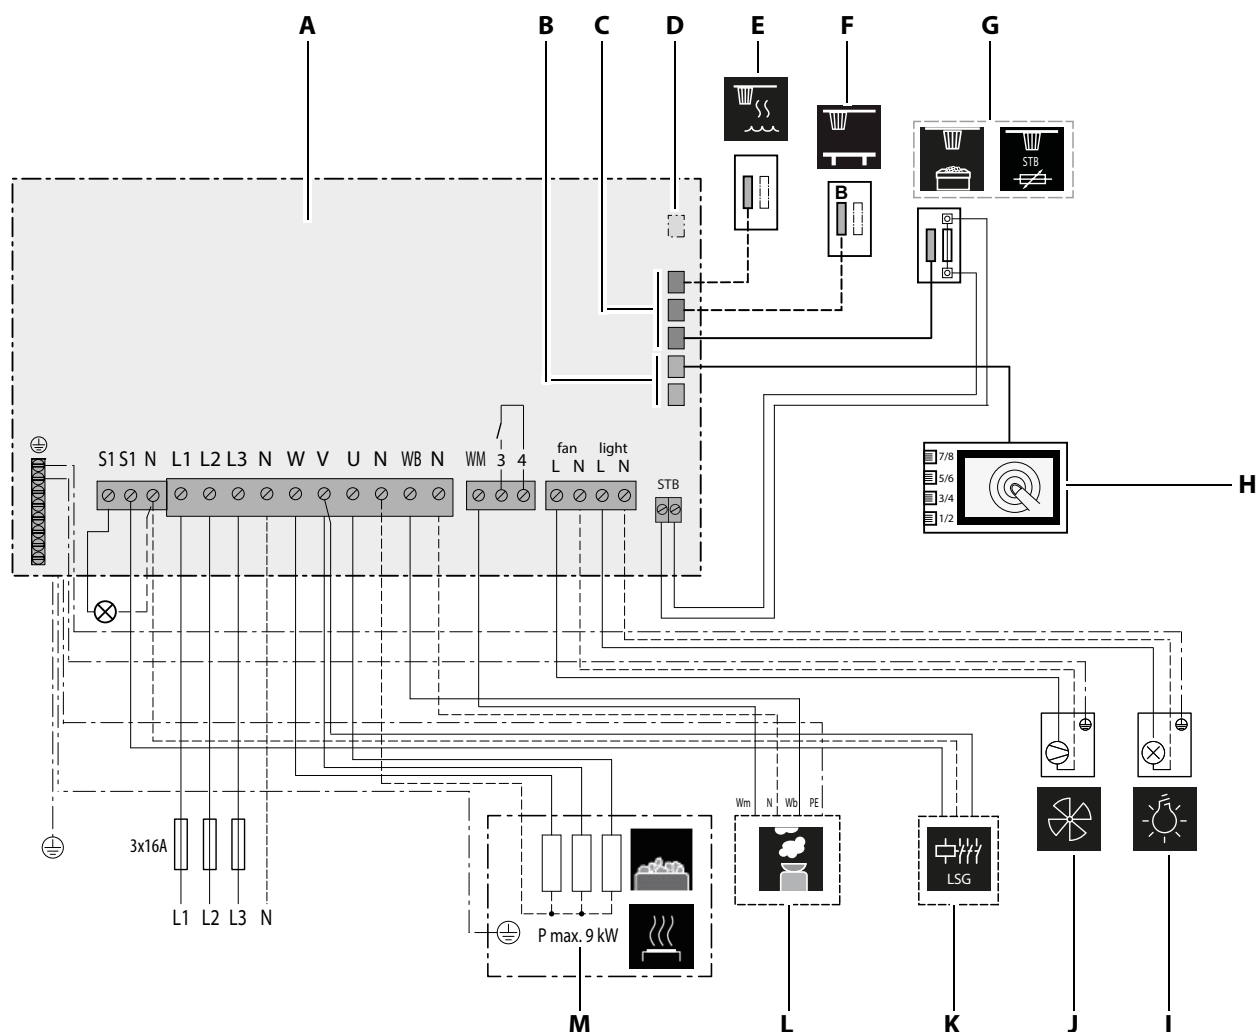 A B C D E F G
STB
B
7/8
5/6
3/4
1/2
H
fan light
S1 S1 N L1 L2 L3 N W V U N WB N WM 3 4 L N L N
STB
3x16A
L1 L2 L3 N
P max. 9 kW
Wm N Wb PE
LSG
M L K J I